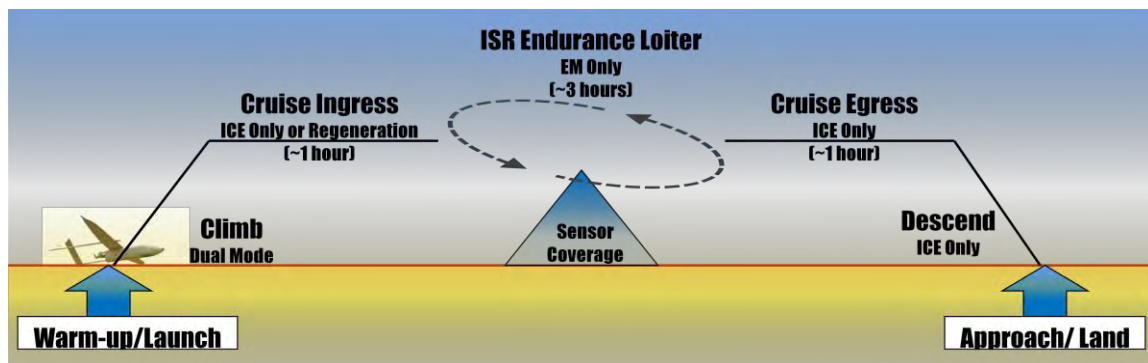 ISR Endurance Loiter
EM Only
(~3 hours)
Cruise Ingress
ICE Only or Regeneration
(~1 hour)
Cruise Egress
ICE Only
(~1 hour)
Climb
Dual Mode
Sensor
Coverage
Descend
ICE Only
Warm-up/Launch
Approach/ Land